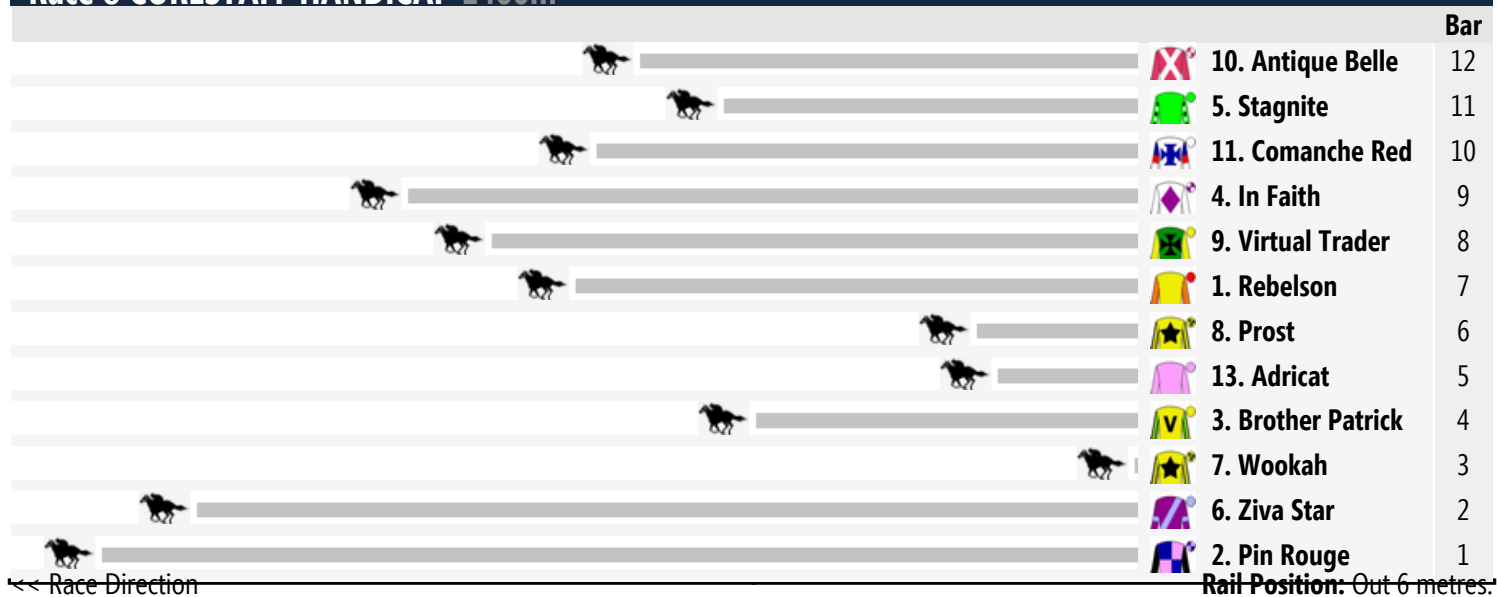 Bar
10. Antique Belle 12
5. Stagnite 11
11. Comanche Red 10
4. In Faith 9
9. Virtual Trader 8
1. Rebelson 7
8. Prost 6
13. Adricat 5
V 3. Brother Patrick 4
7. Wookah 3
6. Ziva Star 2
2. Pin Rouge 1
<< Race Direction Rail Position: Out 6 metres.